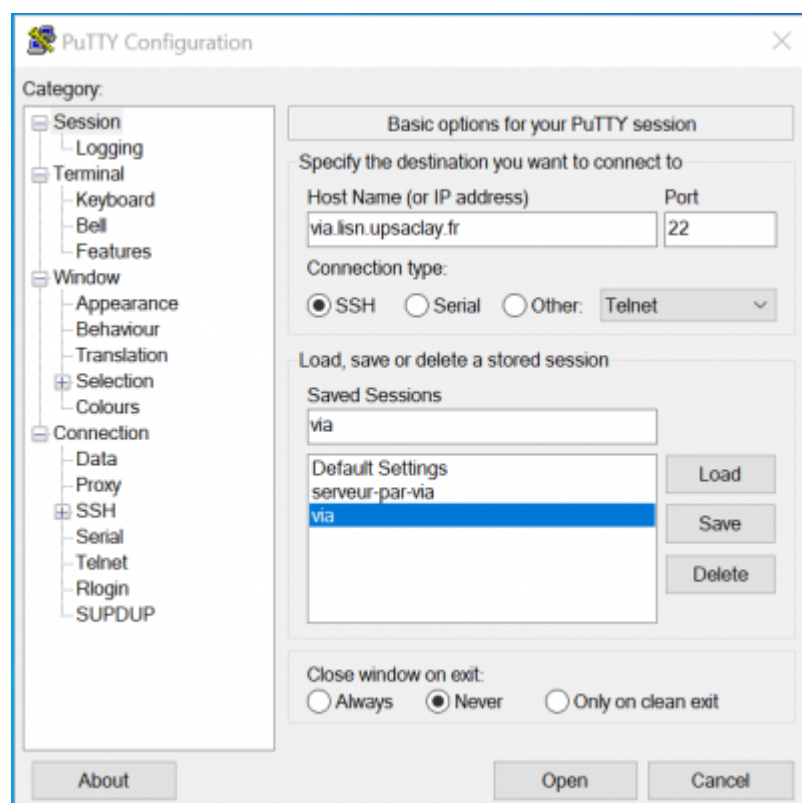 PuTTY Configuration
Category:
Session
Logging
Terminal
Keyboard
Bell
Features
Window
Appearance
Behaviour
Translation
Selection
Colours
Connection
Data
Proxy
SSH
Serial
Telnet
Rlogin
SUPDUP
Basic options for your PuTTY session
Specify the destination you want to connect to
Host Name (or IP address) Port
via.lisn.upsaclay.fr 22
Connection type:
SSH Serial Other: Telnet
Load, save or delete a stored session
Saved Sessions
via
Default Settings
serveur-par-via
via
Load
Save
Delete
Close window on exit:
Always Never Only on clean exit
About Open Cancel